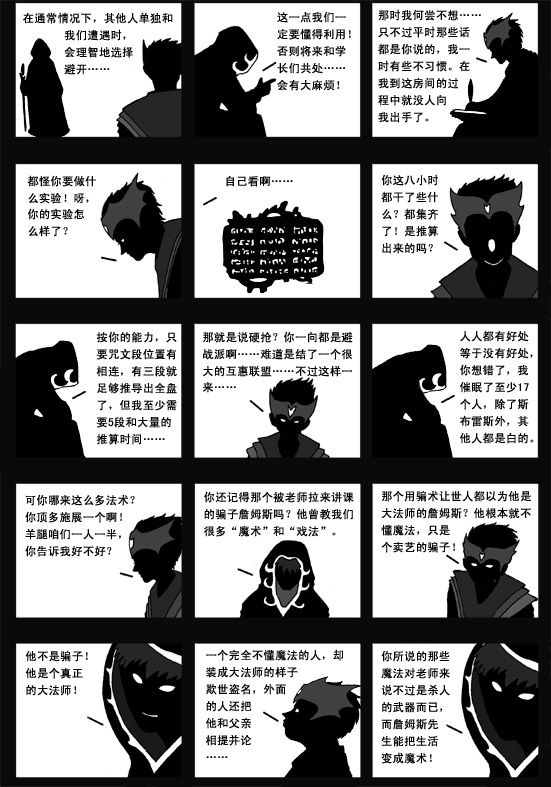 在通常情况下，其他人单独和
我们遭遇时，
会理智地选择
避开……
这一点我们一
定要懂得利用！
否则将来和学
长们共处……
会有大麻烦！
那时我何尝不想……
只不过平时那些话
都是你说的，我一
时有些不习惯。在
我到这房间的过
程中就没人向
我出手了。
都怪你要做什
么实验！呀，
你的实验怎
么样了？
自己看啊……
你这八小时
都干了些什
么？都集齐
了！是推算
出来的吗？
按你的能力，只
要咒文段位置有
相连，有三段就
足够推导出全盘
了，但我至少需
要5段和大量的
推算时间……
那就是说硬抢？你一向都是避
战派啊……难道是结了一个很
大的互惠联盟……不过这样一
来……
人人都有好处
等于没有好处，
你想错了，我
催眠了至少17
个人，除了斯
布雷斯外，其
他人都是白的。
可你哪来这么多法术？
你顶多施展一个啊！
羊腿咱们一人一半，
你告诉我好不好？
你还记得那个被老师拉来讲课
的骗子詹姆斯吗？他曾教我们
很多“魔术”和“戏法”。
那个用骗术让世人都以为他是
大法师的詹姆斯？他根本就不
懂魔法，只是
个卖艺的骗子！
他不是骗子！
他是个真正
的大法师！
一个完全不懂魔法的人，却
装成大法师的样子
欺世盗名，外面
的人还把
他和父亲
相提并论
……
你所说的那些
魔法对老师来
说不过是杀人
的武器而已，
而詹姆斯先
生能把生活
变成魔术！